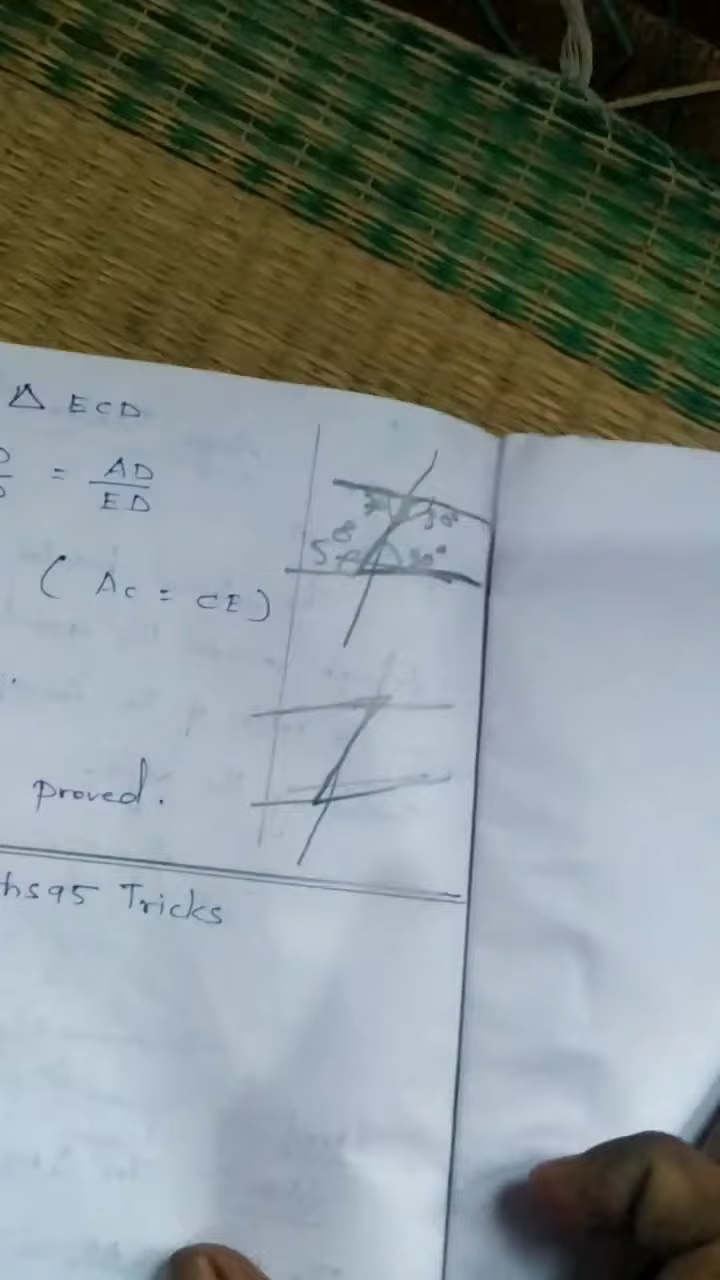 △ ECD
= AD
ED
( AC = CE)
proved.
hs95 Tricks